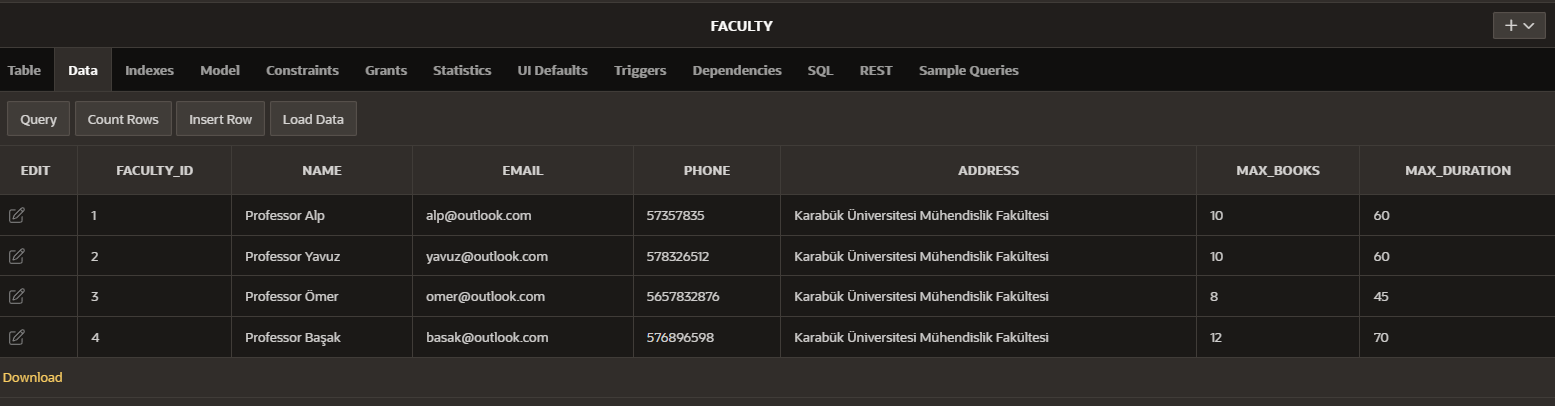 FACULTY
Table Data Indexes Model Constraints Grants Statistics UI Defaults Triggers Dependencies SQL REST Sample Queries
Query Count Rows Insert Row Load Data
EDIT FACULTY_ID NAME EMAIL PHONE ADDRESS MAX_BOOKS MAX_DURATION
1 Professor Alp alp@outlook.com 57357835 Karabük Üniversitesi Mühendislik Fakültesi 10 60
2 Professor Yavuz yavuz@outlook.com 578326512 Karabük Üniversitesi Mühendislik Fakültesi 10 60
3 Professor Ömer omer@outlook.com 5657832876 Karabük Üniversitesi Mühendislik Fakültesi 8 45
4 Professor Başak basak@outlook.com 576896598 Karabük Üniversitesi Mühendislik Fakültesi 12 70
Download